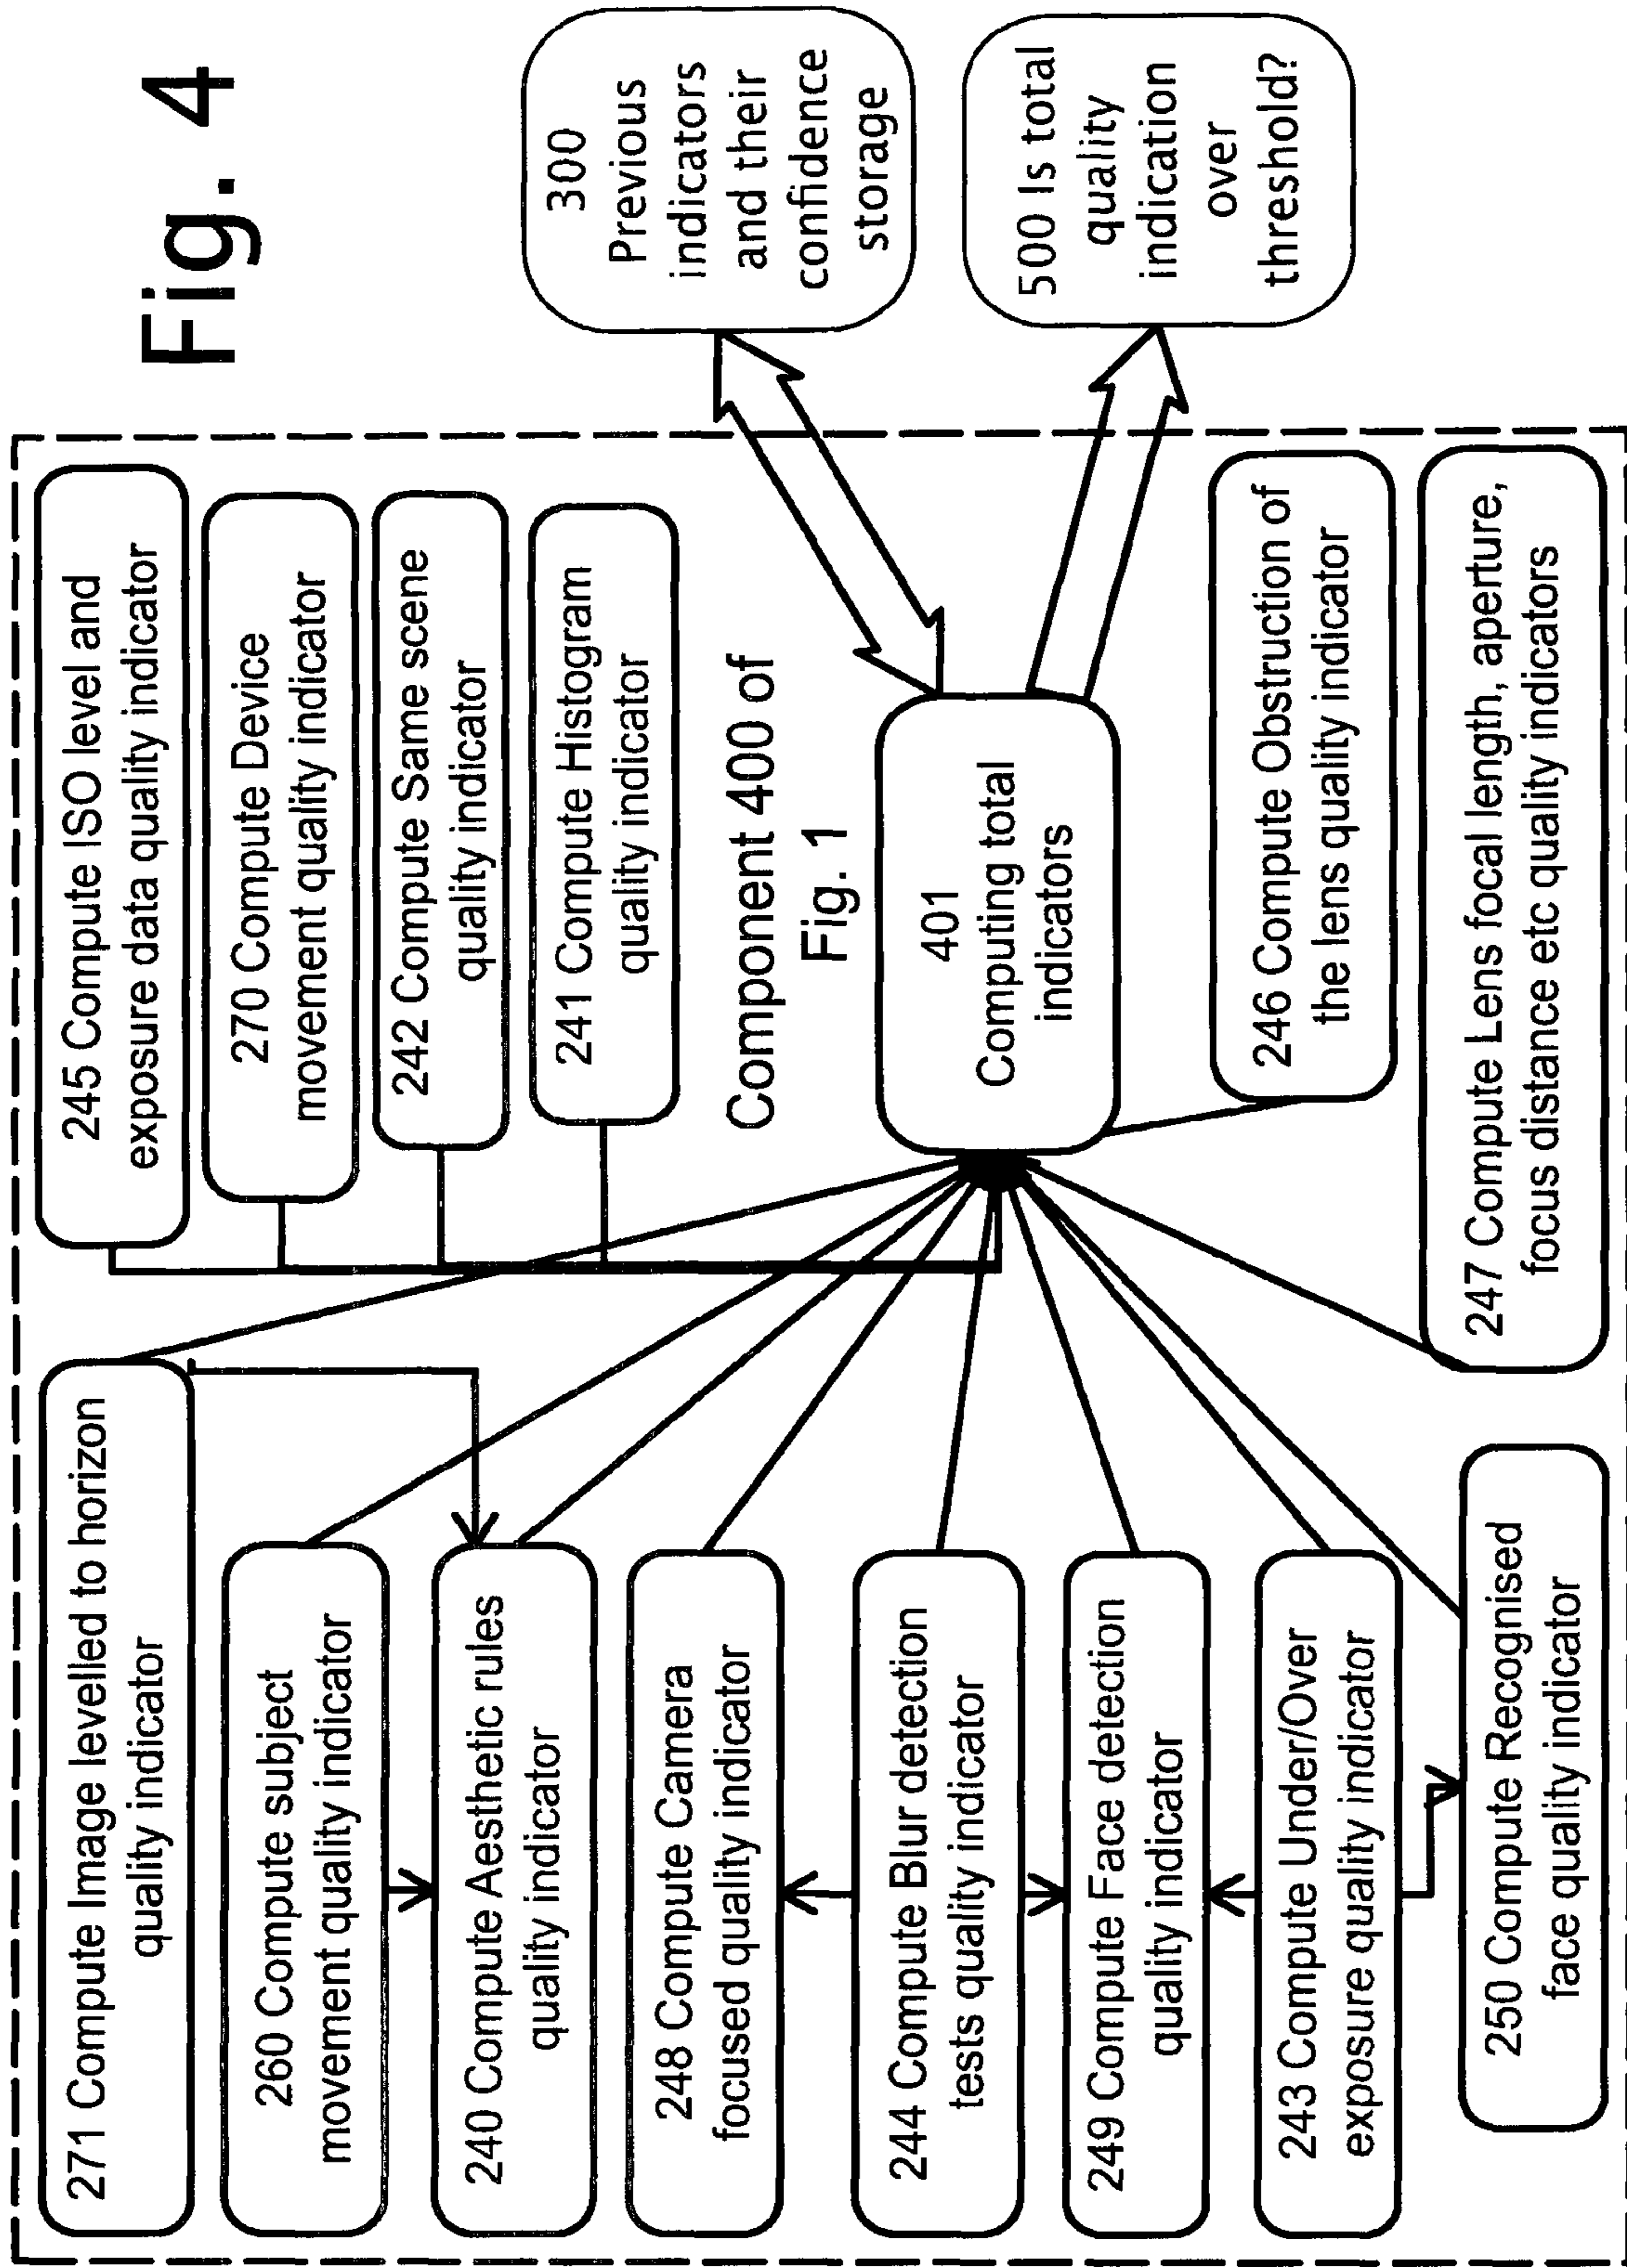 Fig. 4
271 Compute Image levelled to horizon
quality indicator
260 Compute subject
movement quality indicator
240 Compute Aesthetic rules
quality indicator
248 Compute Camera
focused quality indicator
244 Compute Blur detection
tests quality indicator
249 Compute Face detection
quality indicator
243 Compute Under/Over
exposure quality indicator
250 Compute Recognised
face quality indicator
245 Compute ISO level and
exposure data quality indicator
270 Compute Device
movement quality indicator
242 Compute Same scene
quality indicator
241 Compute Histogram
quality indicator
Component 400 of
Fig. 1
401
Computing total
indicators
246 Compute Obstruction of
the lens quality indicator
247 Compute Lens focal length, aperture,
focus distance etc quality indicators
300
Previous
indicators
and their
confidence
storage
500 Is total
quality
indication
over
threshold?